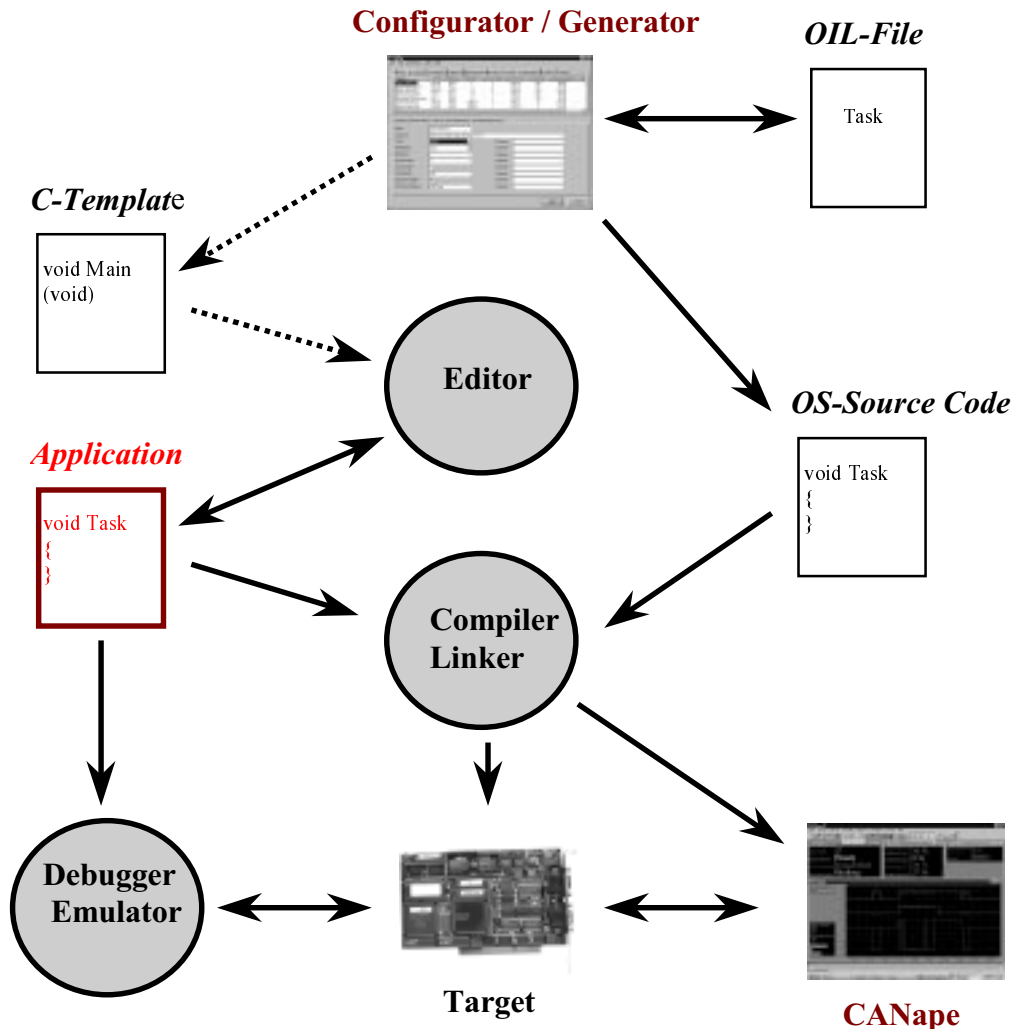 Configurator / Generator
OIL-File
Task
C-Template
void Main
(void)
Editor
OS-Source Code
void Task
{
}
Application
void Task
{
}
Compiler
Linker
Debugger
Emulator
Target
CANape